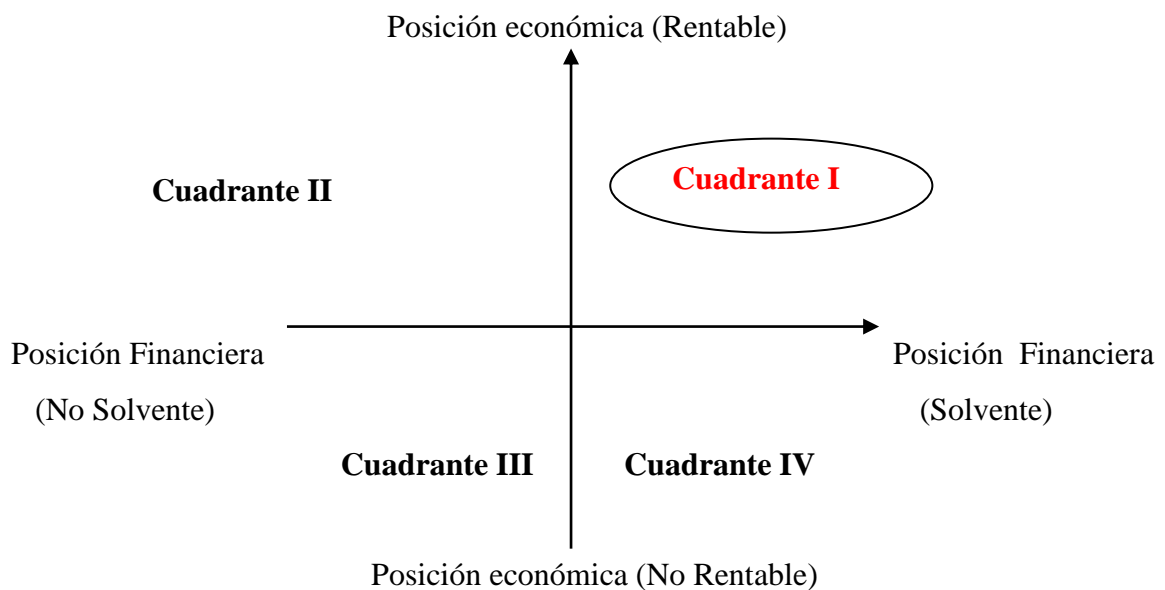 Posición económica (Rentable)
Cuadrante I
Cuadrante II
Posición Financiera
(No Solvente)
Posición Financiera
(Solvente)
Cuadrante III
Cuadrante IV
Posición económica (No Rentable)